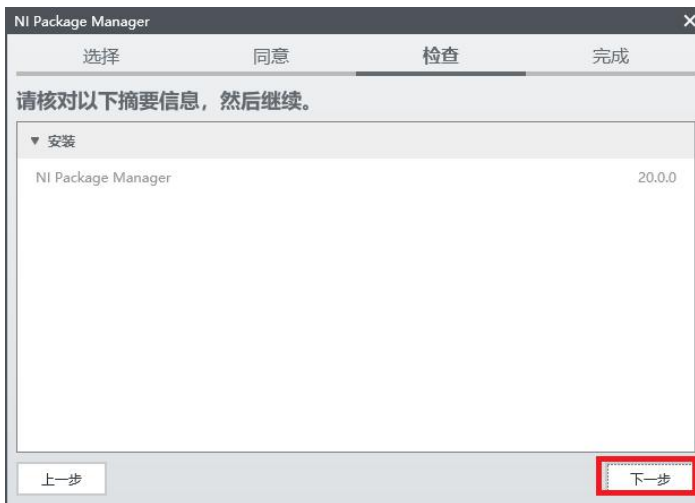 NI Package Manager
选择 同意 检查 完成
请核对以下摘要信息，然后继续。
安装
NI Package Manager 20.0.0
上一步 下一步